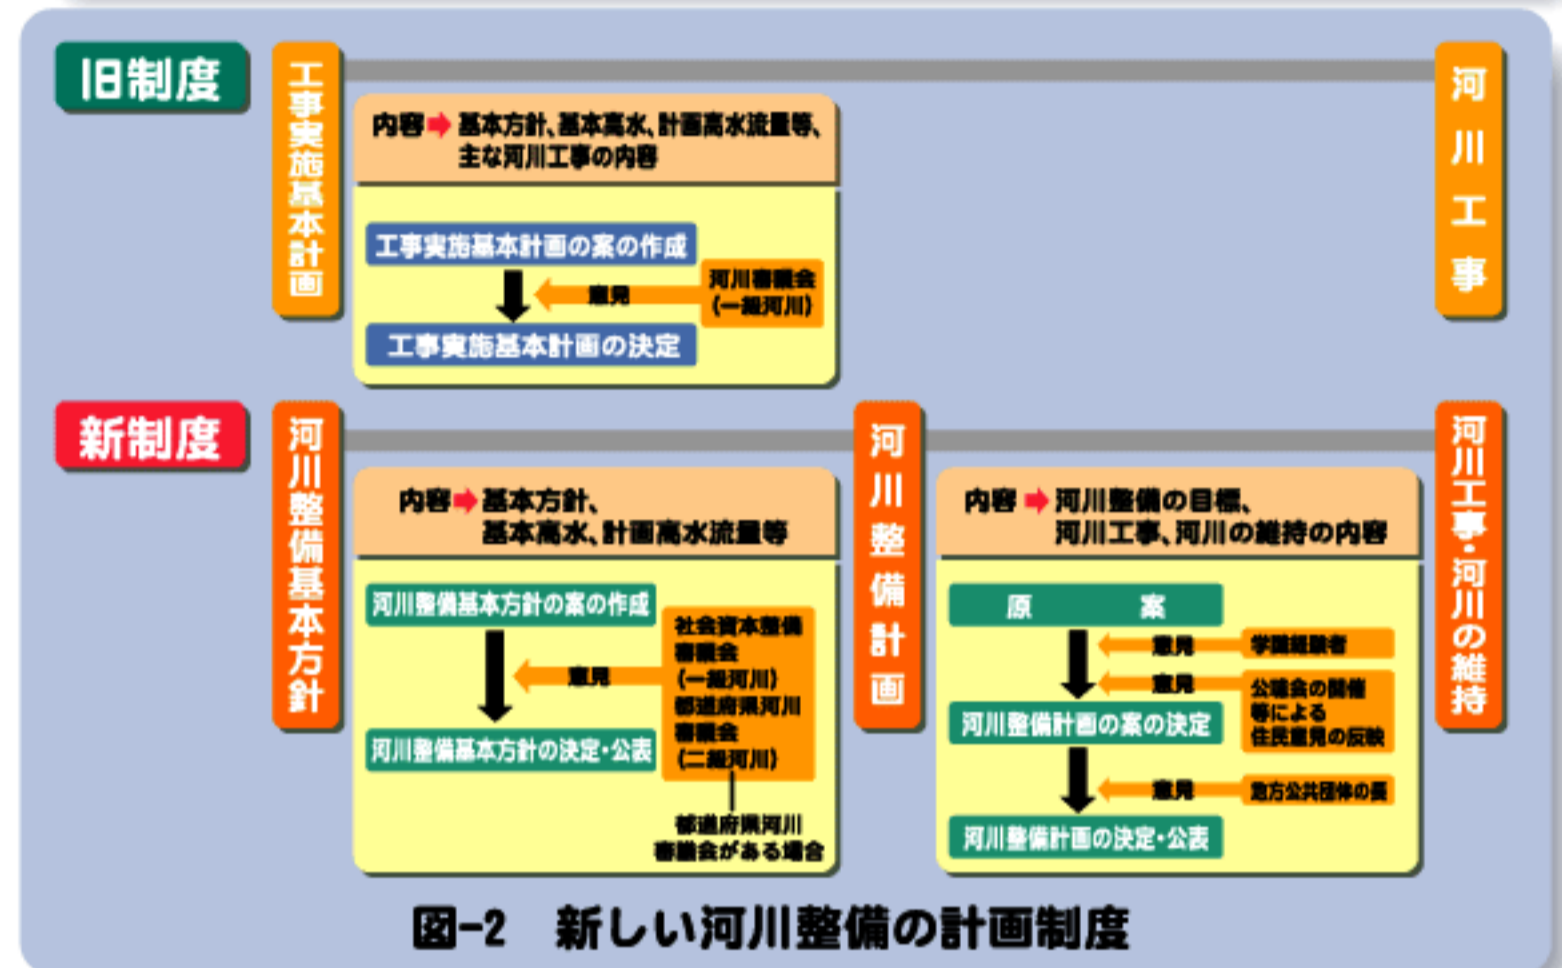 旧制度
工事実施基本計画
内容➡基本方針、基本高水、計画高水流量等、
主な河川工事の内容
工事実施基本計画の案の作成
意見
河川審議会
(一級河川)
工事実施基本計画の決定
河川工事
新制度
河川整備基本方針
内容➡基本方針、
基本高水、計画高水流量等
河川整備基本方針の案の作成
意見
社会資本整備
審議会
(一級河川)
都道府県河川
審議会
(二級河川)
河川整備基本方針の決定・公表
都道府県河川
審議会がある場合
河川整備計画
内容➡河川整備の目標、
河川工事、河川の維持の内容
原案
意見
学識経験者
意見
公聴会の開催
等による
住民意見の反映
河川整備計画の案の決定
意見
地方公共団体の長
河川整備計画の決定・公表
河川工事・河川の維持
図-2 新しい河川整備の計画制度